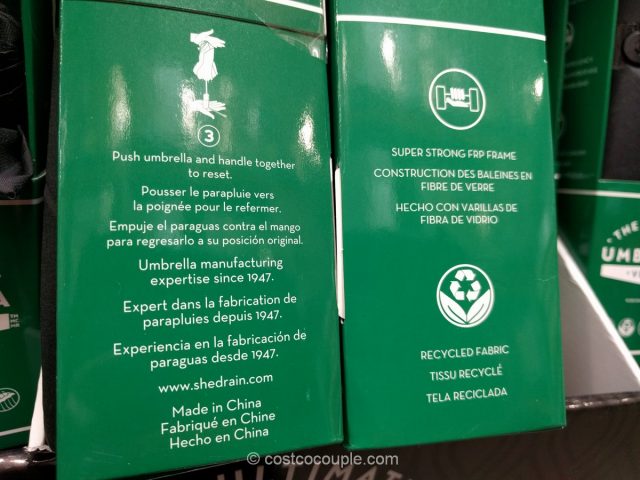 3
Push umbrella and handle together
to reset.
Pousser le parapluie vers
la poignée pour le refermer.
Empuje el paraguas contra el mango
para regresarlo a su posición original.
Umbrella manufacturing
expertise since 1947.
Expert dans la fabrication de
parapluies depuis 1947.
Experiencia en la fabricación de
paraguas desde 1947.
www.shedrain.com
Made in China
Fabriqué en Chine
Hecho en China
SUPER STRONG FRP FRAME
CONSTRUCTION DES BALEINES EN
FIBRE DE VERRE
HECHO CON VARILLAS DE
FIBRA DE VIDRIO
RECYCLED FABRIC
TISSU RECYCLÉ
TELA RECICLADA
THE
UMB
© costcocouple.com